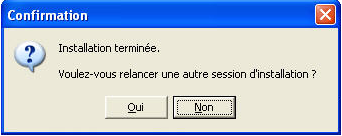 Confirmation
Installation terminée.
Voulez-vous relancer une autre session d'installation ?
Oui
Non